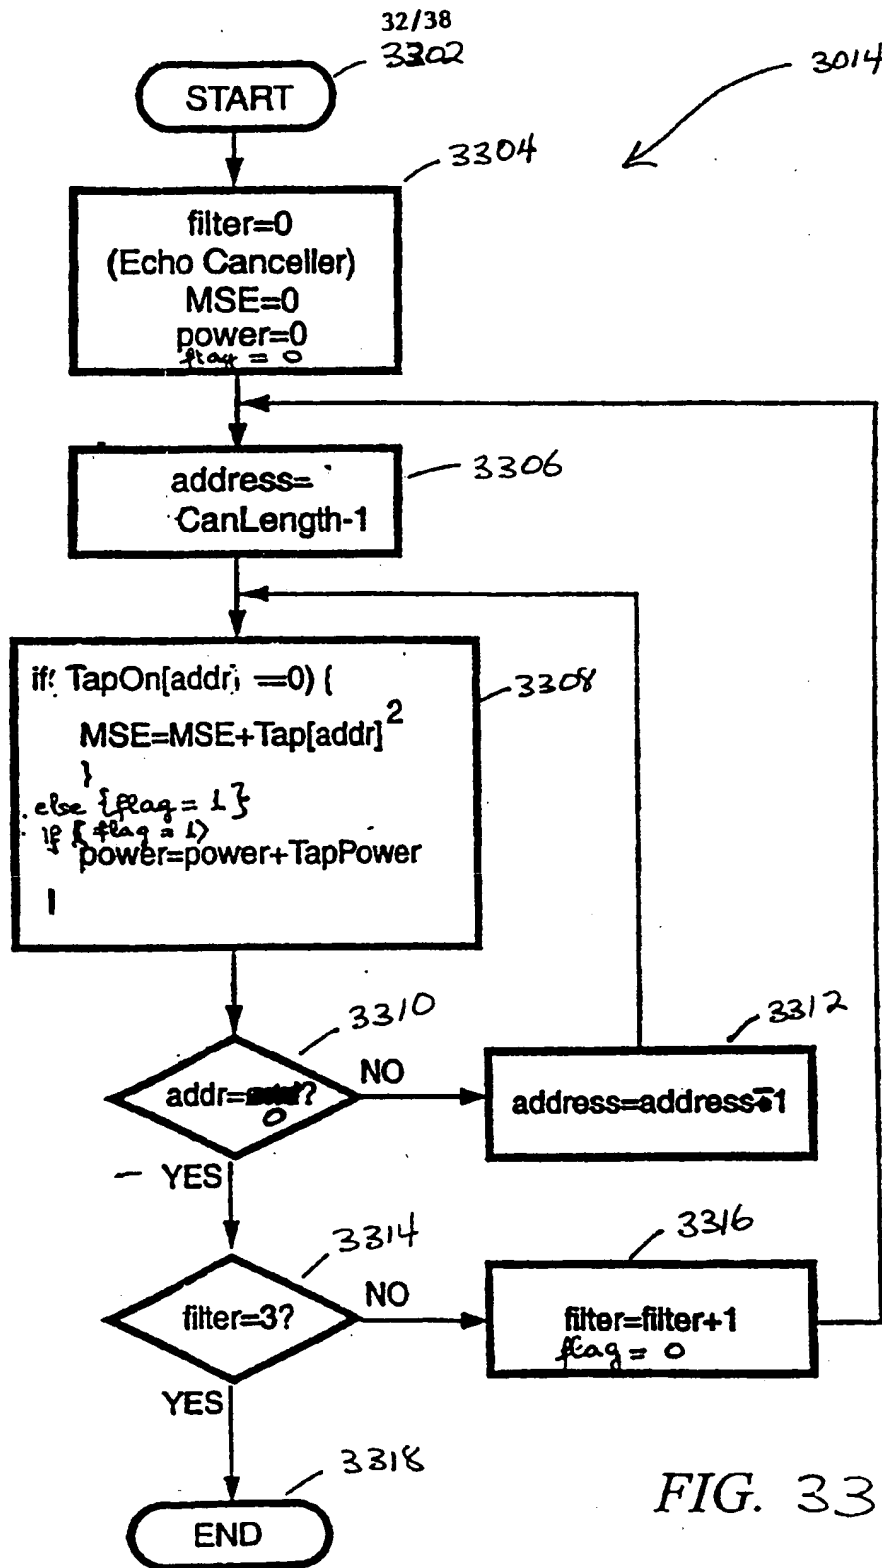 32/38
3302
3014
START
3304
filter=0
(Echo Canceller)
MSE=0
power=0
flag = 0
3306
address=
CanLength-1
3308
if TapOn[addr] ==0) {
MSE=MSE+Tap[addr]²
}
else {flag = 1}
if { flag = 1)
power=power+TapPower
3310
addr= ?
0
NO
3312
address=address-1
YES
3314
filter=3?
NO
3316
filter=filter+1
flag = 0
YES
3318
END
FIG. 33